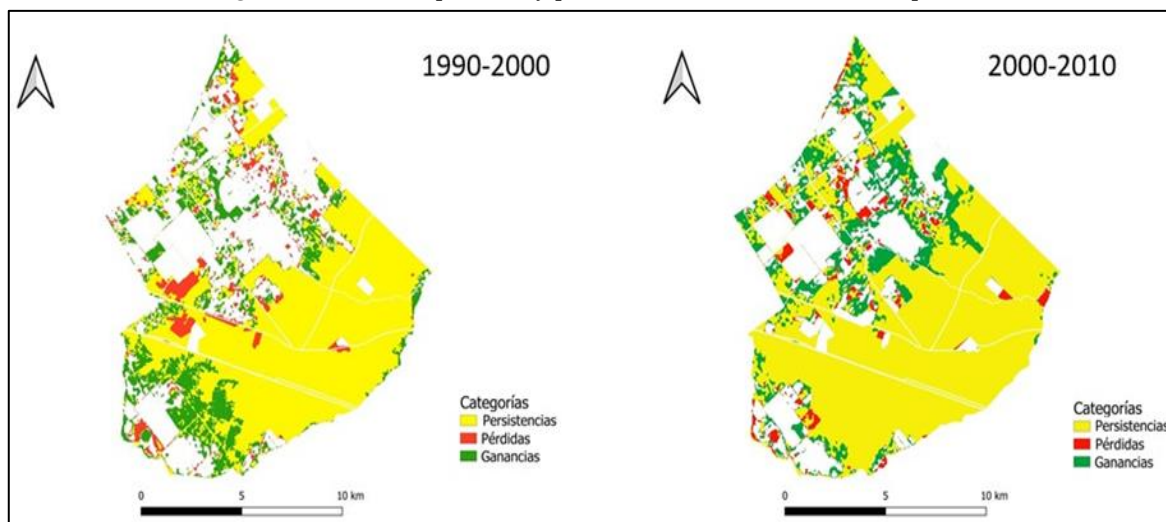 1990-2000
Categorías
Persistencias
Pérdidas
Ganancias
0 5 10 km
2000-2010
Categorías
Persistencias
Pérdidas
Ganancias
0 5 10 km